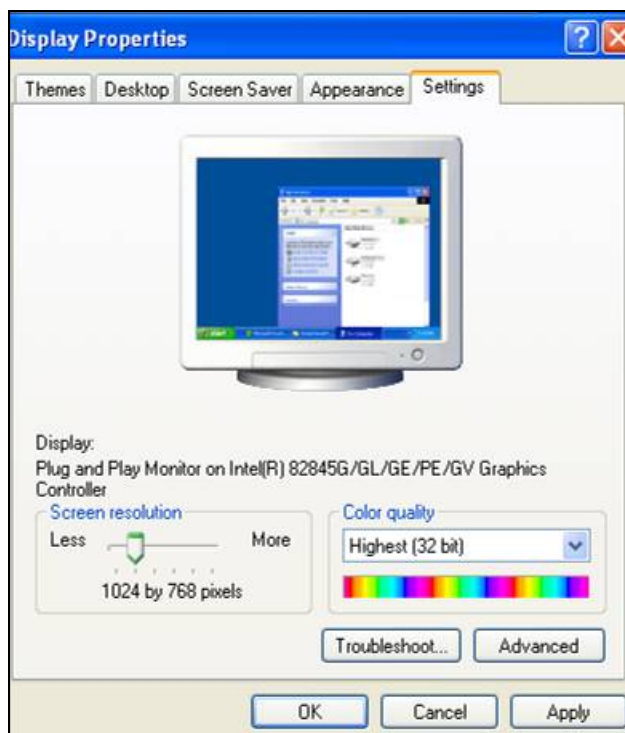 Display Properties
Themes Desktop Screen Saver Appearance Settings
start
Display:
Plug and Play Monitor on Intel(R) 82845G/GL/GE/PE/GV Graphics
Controller
Screen resolution
Less More
1024 by 768 pixels
Color quality
Highest (32 bit)
Troubleshoot... Advanced
OK Cancel Apply